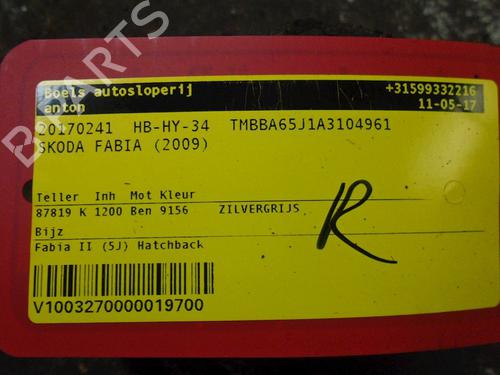 Boels autosloperij +31599332216
anton 11-05-17
20170241 HB-HY-34 TMBBA65J1A3104961
SKODA FABIA (2009)
Teller Inh Mot Kleur
87819 K 1200 Ben 9156 ZILVERGRIJS
Bijz
Fabia II (5J) Hatchback
R
V1003270000019700